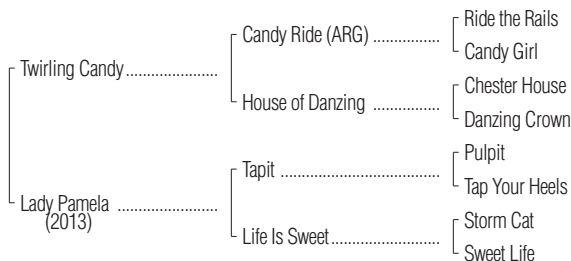 Ride the Rails
Candy Ride (ARG) ..................
Candy Girl
Twirling Candy........................
Chester House
House of Danzing ..................
Danzing Crown
Pulpit
Tapit ...........................................
Tap Your Heels
Lady Pamela ..........................
(2013)
Storm Cat
Life Is Sweet.............................
Sweet Life